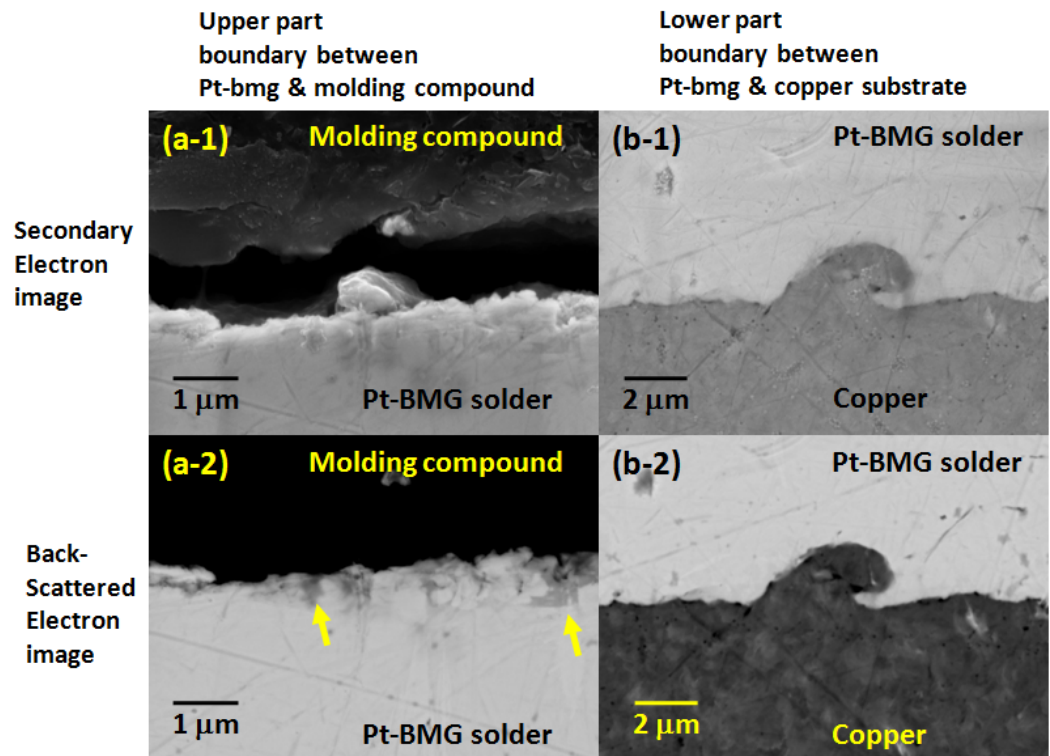 Upper part
boundary between
Pt-bmg & molding compound
Lower part
boundary between
Pt-bmg & copper substrate
Secondary
Electron
image
(a-1)
Molding compound
1 μm
Pt-BMG solder
(b-1)
Pt-BMG solder
2 μm
Copper
Back-
Scattered
Electron
image
(a-2)
Molding compound
1 μm
Pt-BMG solder
(b-2)
Pt-BMG solder
2 μm
Copper